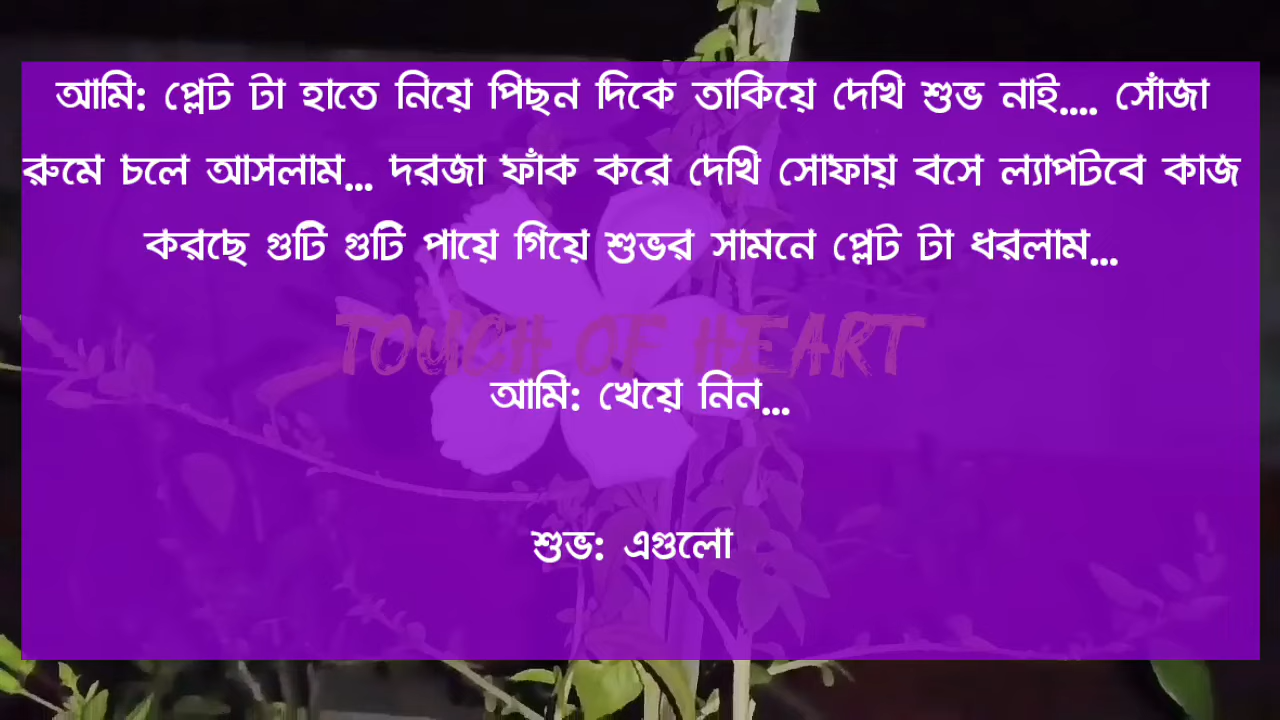 আমি: প্লেট টা হাতে নিয়ে পিছন দিকে তাকিয়ে দেখি শুভ নাই.... সোঁজা
রুমে চলে আসলাম... দরজা ফাঁক করে দেখি সোফায় বসে ল্যাপটবে কাজ
করছে গুটি গুটি পায়ে গিয়ে শুভর সামনে প্লেট টা ধরলাম...
TOUCH OF HEART
আমি: খেয়ে নিন...
শুভ: এগুলো